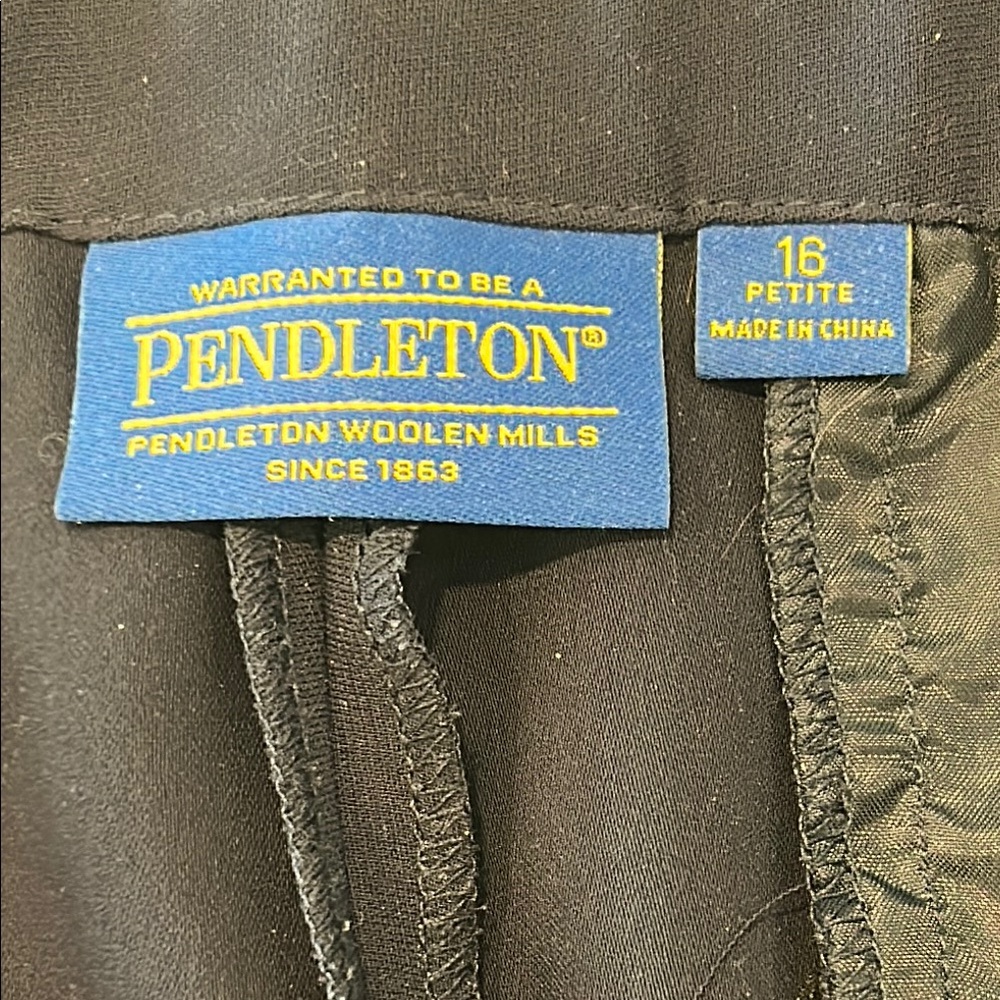 WARRANTED TO BE A
PENDLETON®
PENDLETON WOOLEN MILLS
SINCE 1863
16
PETITE
MADE IN CHINA